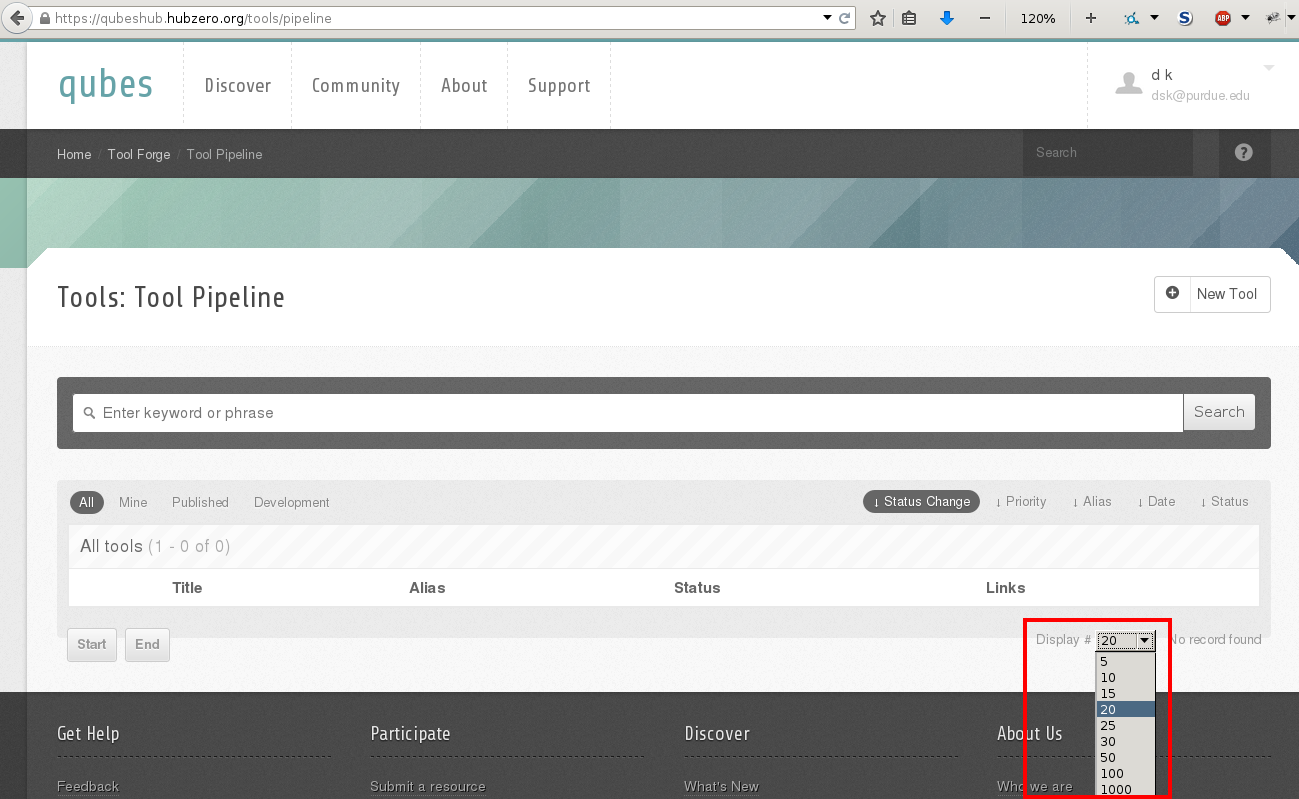 https://qubeshub.hubzero.org/tools/pipeline
120%
S
ABP
qubes
Discover
Community
About
Support
d k
dsk@purdue.edu
Home / Tool Forge / Tool Pipeline
Search
?
Tools: Tool Pipeline
New Tool
Enter keyword or phrase
Search
All
Mine
Published
Development
↓ Status Change
↓ Priority
↓ Alias
↓ Date
↓ Status
All tools (1 - 0 of 0)
Title
Alias
Status
Links
Start
End
Display #
20
No record found
5
10
15
20
25
30
50
100
1000
Get Help
Participate
Discover
About Us
Feedback
Submit a resource
What's New
Who we are